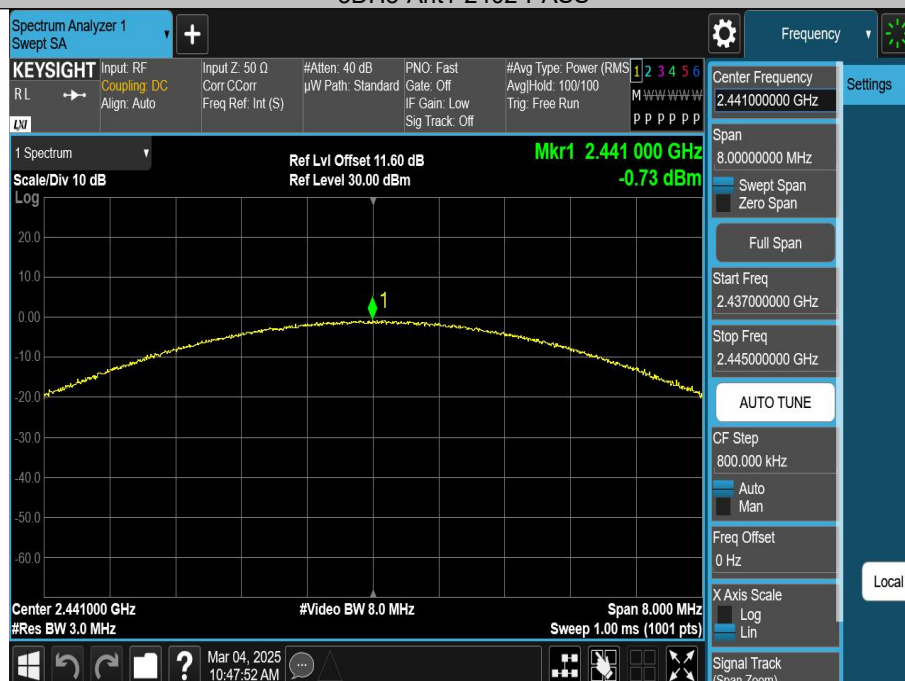 Spectrum Analyzer 1
Swept SA
+
Frequency
KEYSIGHT
RL
LXI
Input: RF
Coupling: DC
Align: Auto
Input Z: 50 Ω
Corr CCorr
Freq Ref: Int (S)
#Atten: 40 dB
µW Path: Standard
PNO: Fast
Gate: Off
IF Gain: Low
Sig Track: Off
#Avg Type: Power (RMS
Avg|Hold: 100/100
Trig: Free Run
1 2 3 4 5 6
M W W W W W
P P P P P P
1 Spectrum
Scale/Div 10 dB
Log
Ref Lvl Offset 11.60 dB
Ref Level 30.00 dBm
Mkr1 2.441 000 GHz
-0.73 dBm
20.0
10.0
0.00
-10.0
-20.0
-30.0
-40.0
-50.0
-60.0
1
Center 2.441000 GHz
#Video BW 8.0 MHz
Span 8.000 MHz
#Res BW 3.0 MHz
Sweep 1.00 ms (1001 pts)
Center Frequency
2.441000000 GHz
Settings
Span
8.00000000 MHz
Swept Span
Zero Span
Full Span
Start Freq
2.437000000 GHz
Stop Freq
2.445000000 GHz
AUTO TUNE
CF Step
800.000 kHz
Auto
Man
Freq Offset
0 Hz
X Axis Scale
Log
Lin
Local
Signal Track
(Span Zoom)
?
Mar 04, 2025
10:47:52 AM